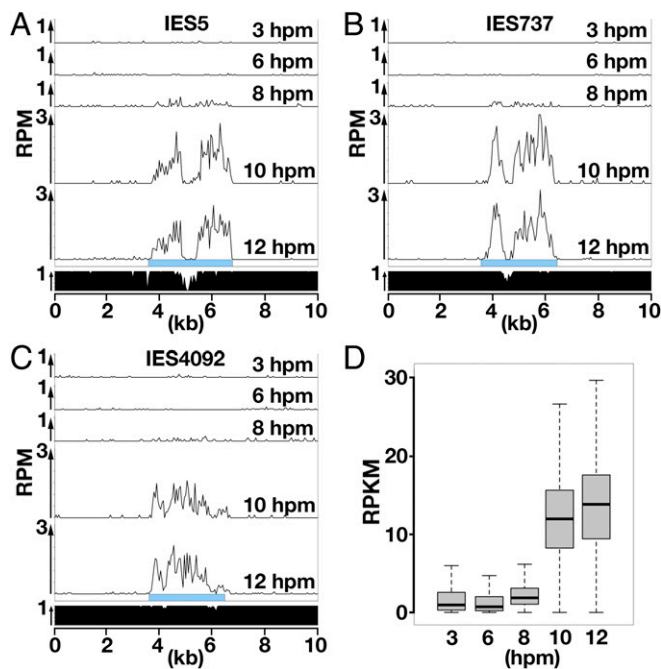 A IES5
1 3 hpm
1 6 hpm
1 8 hpm
3 10 hpm
RPM
3 12 hpm
1
0 2 4 6 8 10
(kb)
B IES737
1 3 hpm
1 6 hpm
1 8 hpm
3 10 hpm
RPM
3 12 hpm
1
0 2 4 6 8 10
(kb)
C IES4092
1 3 hpm
1 6 hpm
1 8 hpm
3 10 hpm
RPM
3 12 hpm
1
0 2 4 6 8 10
(kb)
D
30
20
10
0
RPKM
3 6 8 10 12
(hpm)